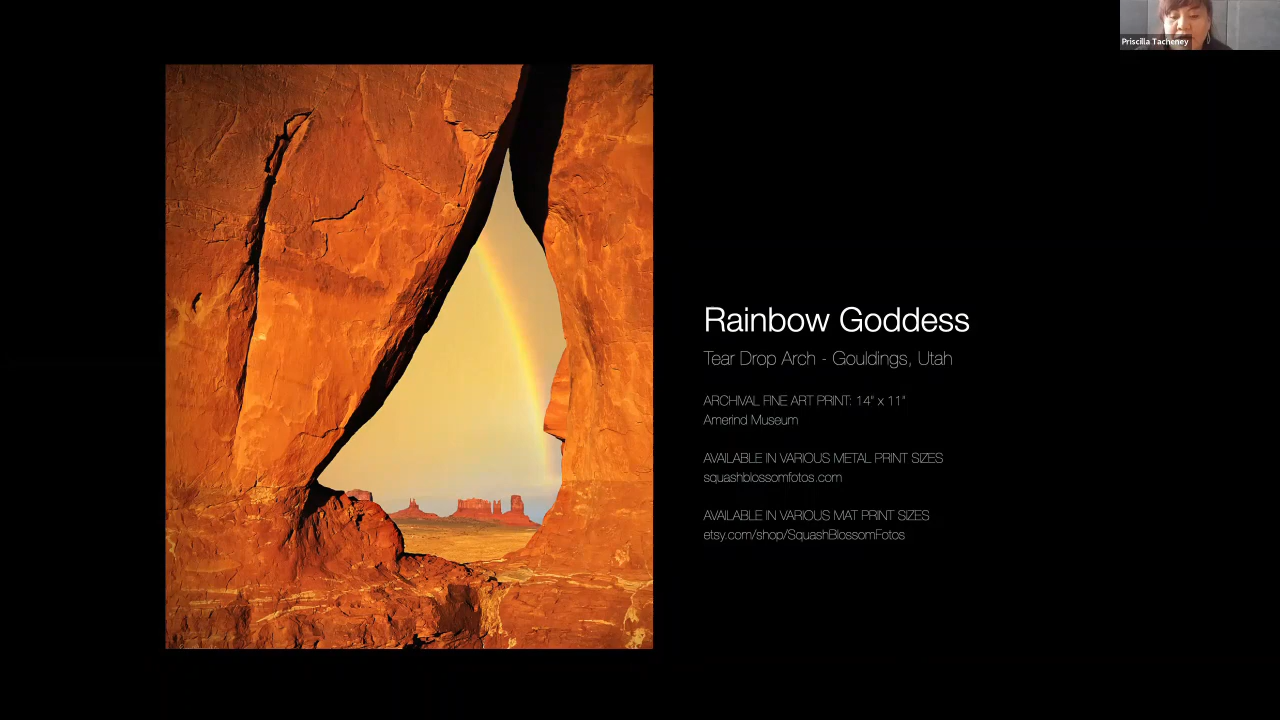 Priscilla Tacheney
Rainbow Goddess
Tear Drop Arch - Gouldings, Utah
ARCHIVAL FINE ART PRINT: 14" x 11"
Amerind Museum
AVAILABLE IN VARIOUS METAL PRINT SIZES
squashblossomfotos.com
AVAILABLE IN VARIOUS MAT PRINT SIZES
etsy.com/shop/SquashBlossomFotos